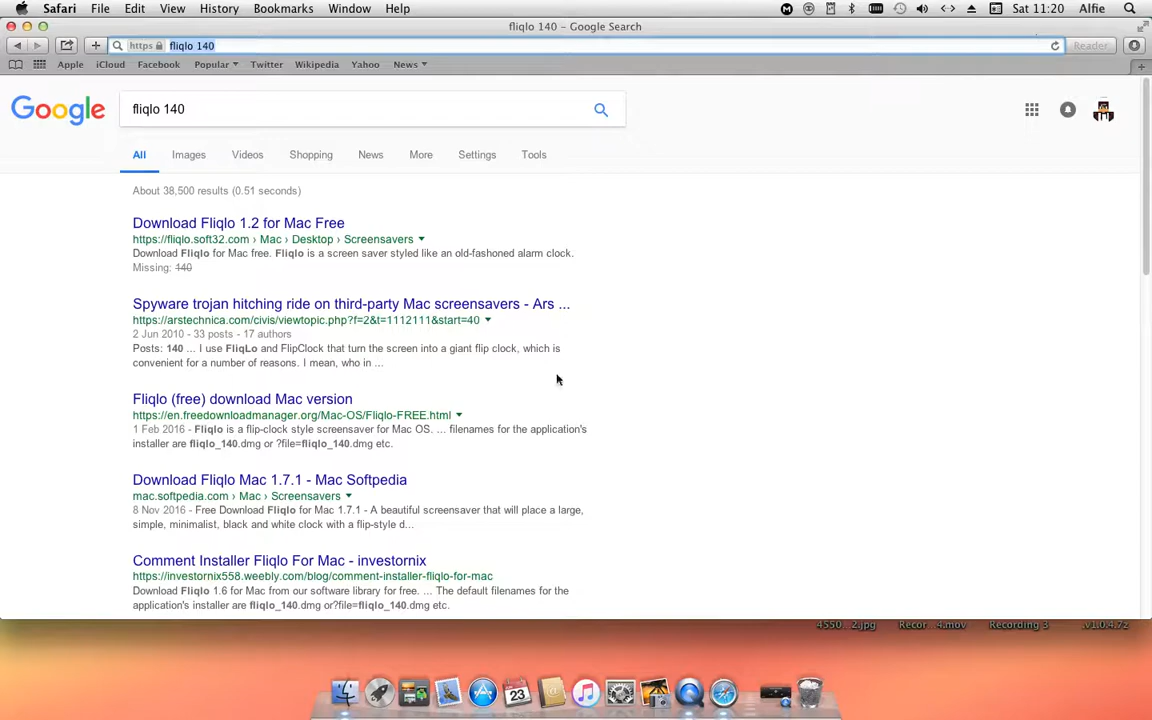 Safari File Edit View History Bookmarks Window Help Sat 11:20 Alfie
fliqlo 140 – Google Search
https fliqlo 140 Reader
Apple iCloud Facebook Popular Twitter Wikipedia Yahoo News
Google fliqlo 140
All Images Videos Shopping News More Settings Tools
About 38,500 results (0.51 seconds)
Download Fliqlo 1.2 for Mac Free
https://fliqlo.soft32.com › Mac › Desktop › Screensavers
Download Fliqlo for Mac free. Fliqlo is a screen saver styled like an old-fashoned alarm clock.
Missing: 140
Spyware trojan hitching ride on third-party Mac screensavers - Ars ...
https://arstechnica.com/civis/viewtopic.php?f=2&t=1112111&start=40
2 Jun 2010 - 33 posts - 17 authors
Posts: 140 ... I use FliqLo and FlipClock that turn the screen into a giant flip clock, which is
convenient for a number of reasons. I mean, who in ...
Fliqlo (free) download Mac version
https://en.freedownloadmanager.org/Mac-OS/Fliqlo-FREE.html
1 Feb 2016 - Fliqlo is a flip-clock style screensaver for Mac OS. ... filenames for the application's
installer are fliqlo_140.dmg or ?file=fliqlo_140.dmg etc.
Download Fliqlo Mac 1.7.1 - Mac Softpedia
mac.softpedia.com › Mac › Screensavers
8 Nov 2016 - Free Download Fliqlo for Mac 1.7.1 - A beautiful screensaver that will place a large,
simple, minimalist, black and white clock with a flip-style d...
Comment Installer Fliqlo For Mac - investornix
https://investornix558.weebly.com/blog/comment-installer-fliqlo-for-mac
Download Fliqlo 1.6 for Mac from our software library for free. ... The default filenames for the
application's installer are fliqlo_140.dmg or?file=fliqlo_140.dmg etc.
4550...2.jpg Recor...4.mov Recording 3 .v1.0.4.7z
23